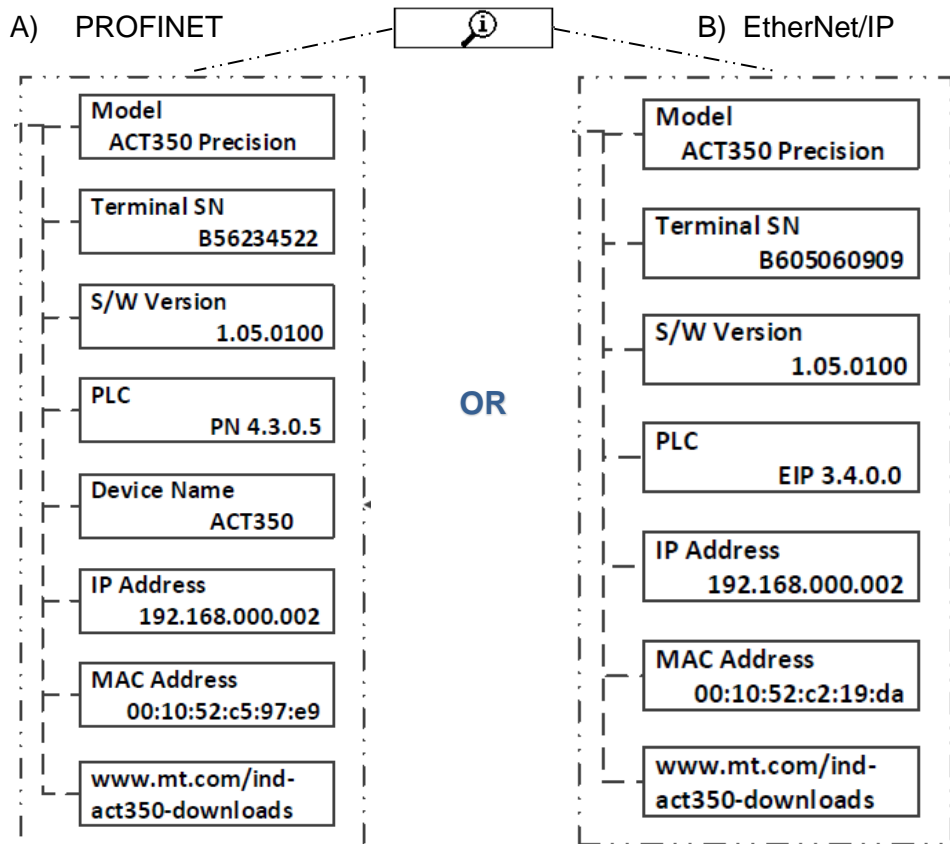 A) PROFINET
B) EtherNet/IP
Model
ACT350 Precision
Terminal SN
B56234522
S/W Version
1.05.0100
PLC
PN 4.3.0.5
Device Name
ACT350
IP Address
192.168.000.002
MAC Address
00:10:52:c5:97:e9
www.mt.com/ind-
act350-downloads
OR
Model
ACT350 Precision
Terminal SN
B605060909
S/W Version
1.05.0100
PLC
EIP 3.4.0.0
IP Address
192.168.000.002
MAC Address
00:10:52:c2:19:da
www.mt.com/ind-
act350-downloads